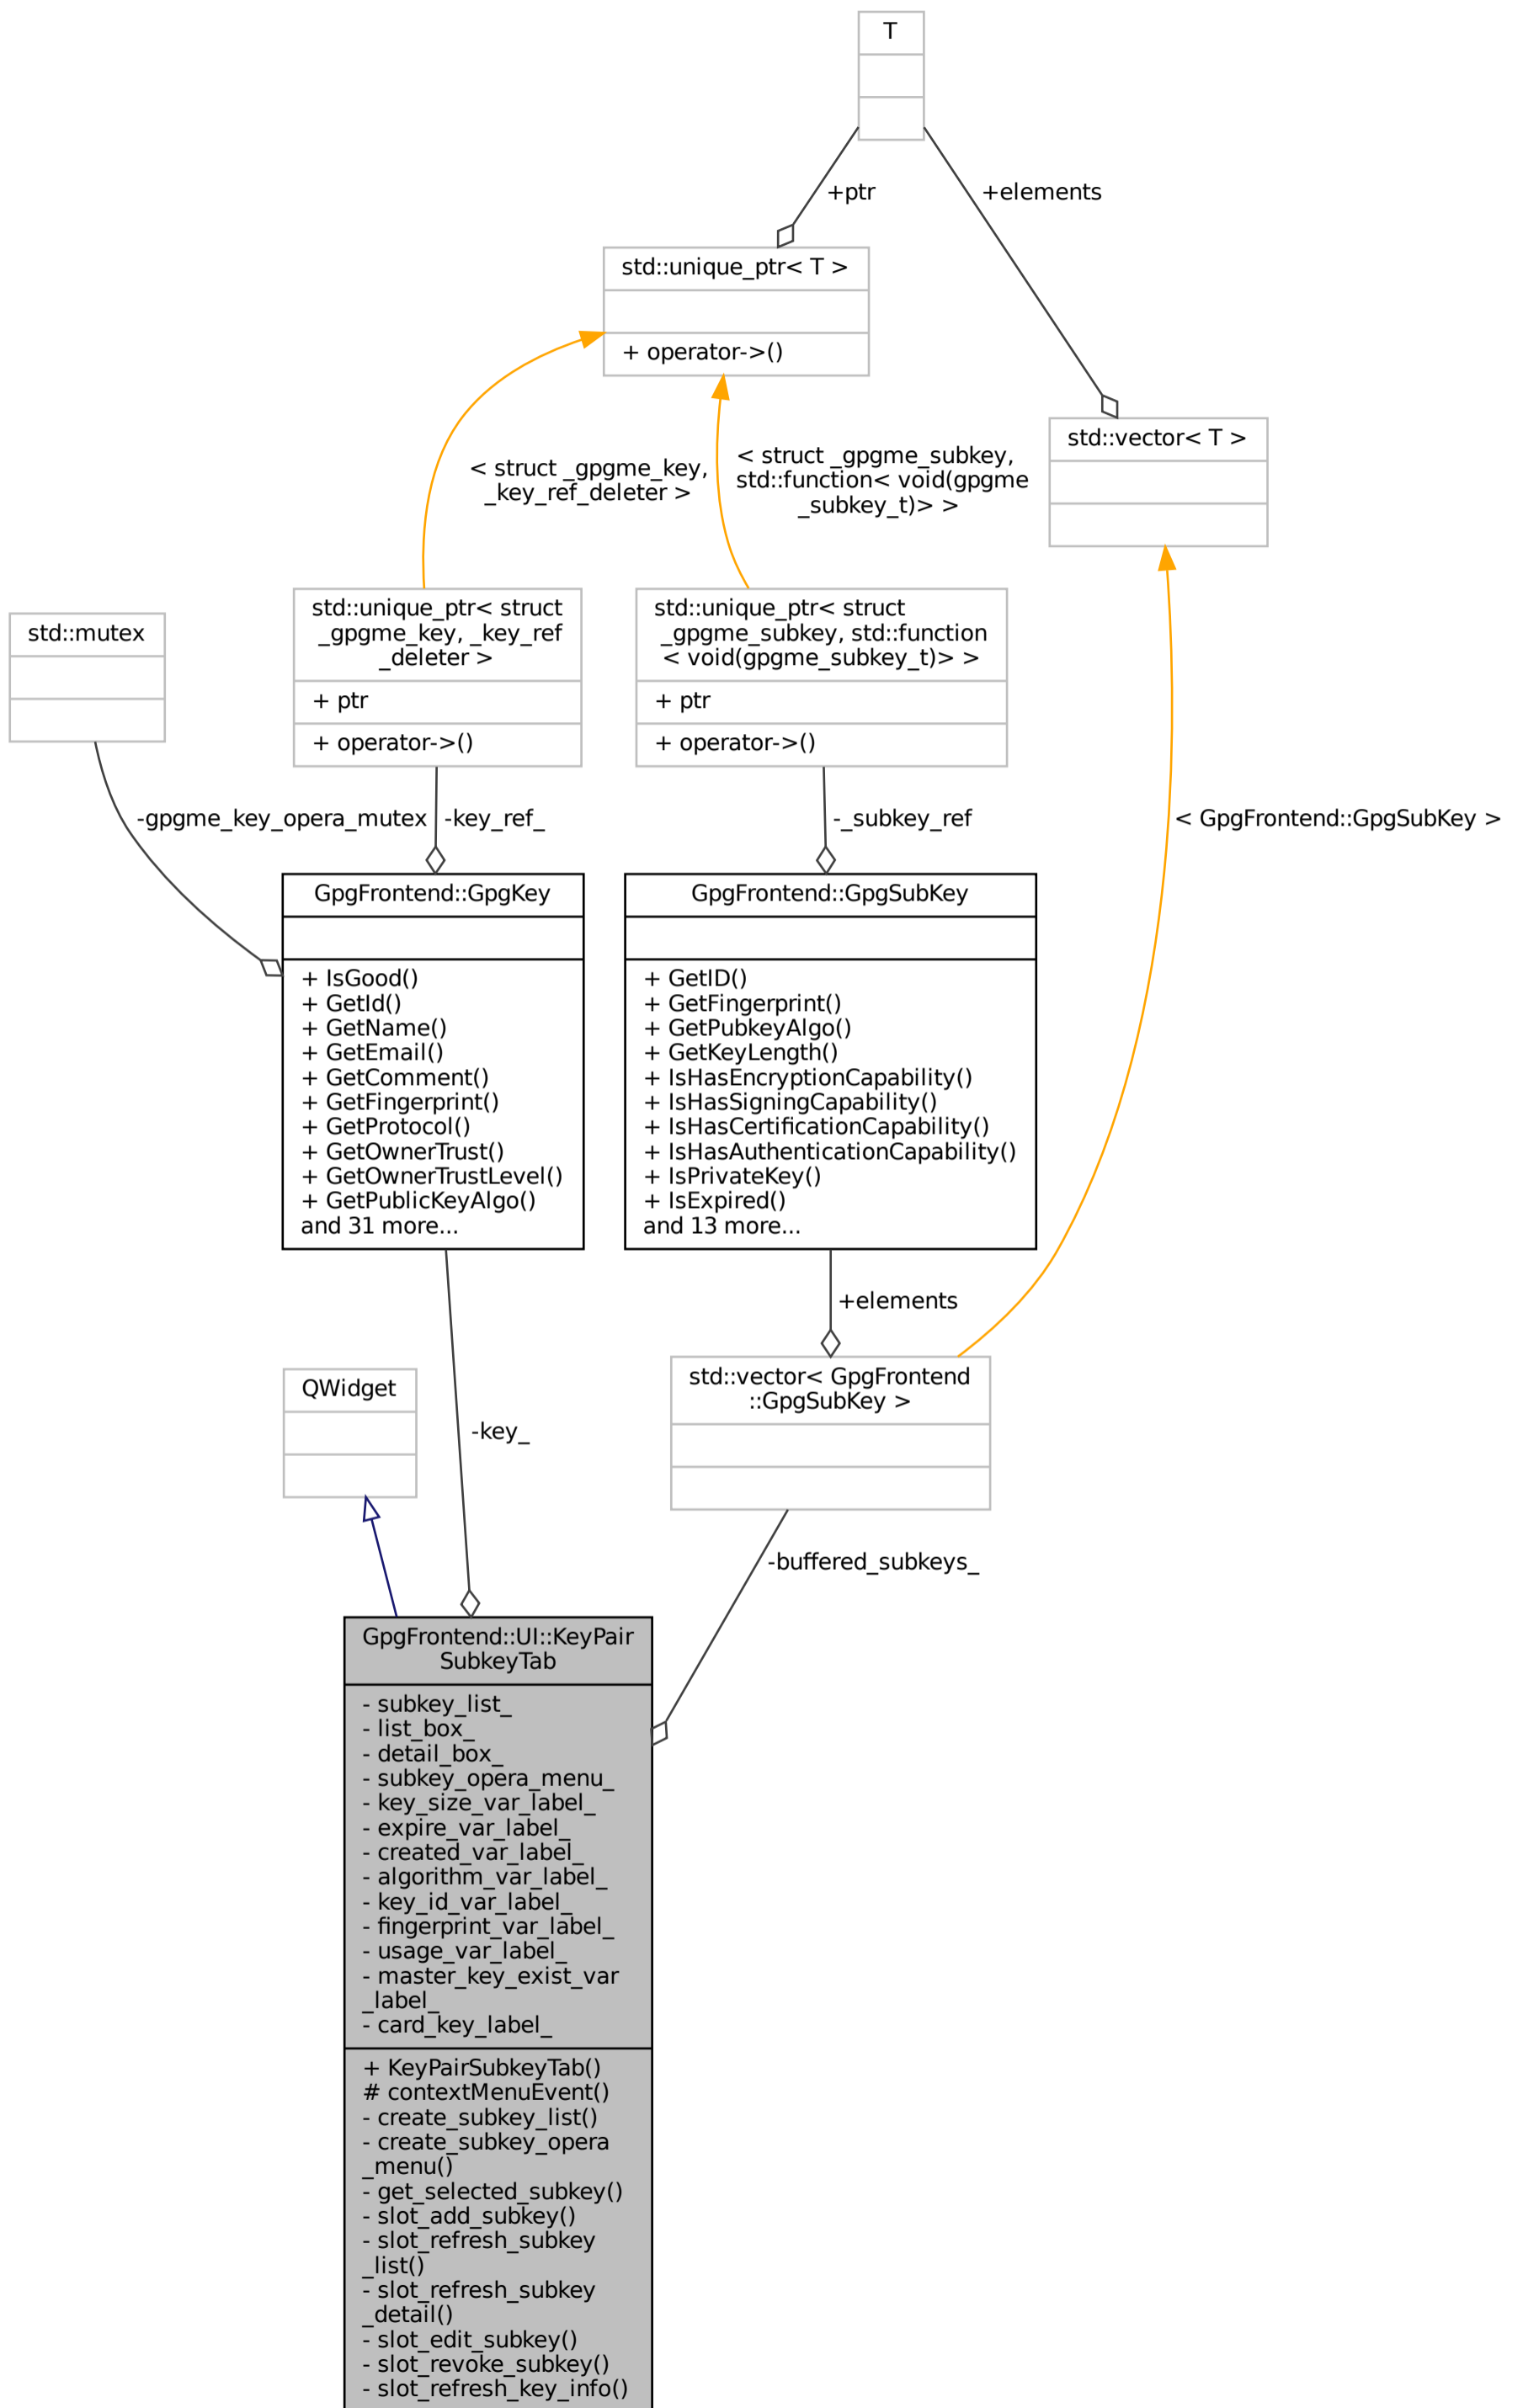 T
+ptr
+elements
std::unique_ptr< T >
+ operator->()
std::vector< T >
< struct _gpgme_key,
_key_ref_deleter >
< struct _gpgme_subkey,
std::function< void(gpgme
_subkey_t)> >
std::mutex
std::unique_ptr< struct
_gpgme_key, _key_ref
_deleter >
+ ptr
+ operator->()
std::unique_ptr< struct
_gpgme_subkey, std::function
< void(gpgme_subkey_t)> >
+ ptr
+ operator->()
-gpgme_key_opera_mutex
-key_ref_
-_subkey_ref
< GpgFrontend::GpgSubKey >
GpgFrontend::GpgKey
+ IsGood()
+ GetId()
+ GetName()
+ GetEmail()
+ GetComment()
+ GetFingerprint()
+ GetProtocol()
+ GetOwnerTrust()
+ GetOwnerTrustLevel()
+ GetPublicKeyAlgo()
and 31 more...
GpgFrontend::GpgSubKey
+ GetID()
+ GetFingerprint()
+ GetPubkeyAlgo()
+ GetKeyLength()
+ IsHasEncryptionCapability()
+ IsHasSigningCapability()
+ IsHasCertificationCapability()
+ IsHasAuthenticationCapability()
+ IsPrivateKey()
+ IsExpired()
and 13 more...
+elements
QWidget
-key_
std::vector< GpgFrontend
::GpgSubKey >
-buffered_subkeys_
GpgFrontend::UI::KeyPair
SubkeyTab
- subkey_list_
- list_box_
- detail_box_
- subkey_opera_menu_
- key_size_var_label_
- expire_var_label_
- created_var_label_
- algorithm_var_label_
- key_id_var_label_
- fingerprint_var_label_
- usage_var_label_
- master_key_exist_var
_label_
- card_key_label_
+ KeyPairSubkeyTab()
# contextMenuEvent()
- create_subkey_list()
- create_subkey_opera
_menu()
- get_selected_subkey()
- slot_add_subkey()
- slot_refresh_subkey
_list()
- slot_refresh_subkey
_detail()
- slot_edit_subkey()
- slot_revoke_subkey()
- slot_refresh_key_info()